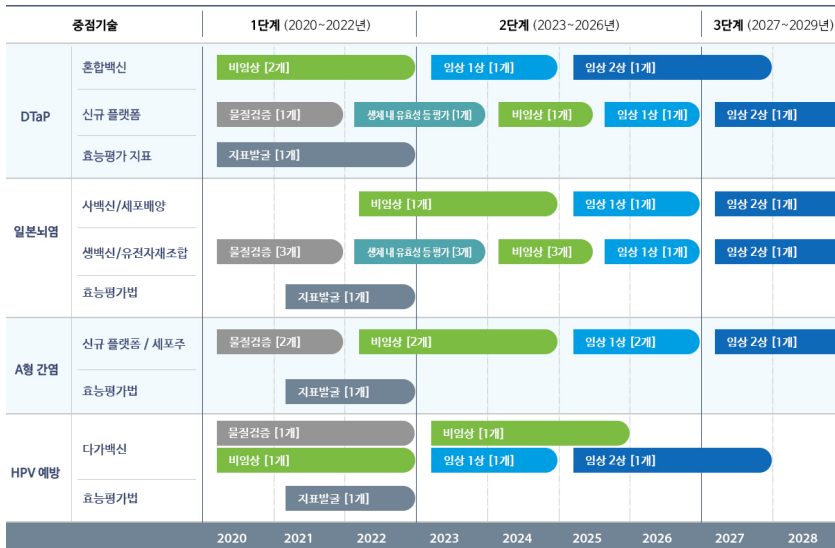 중점기술 1단계 (2020~2022년) 2단계 (2023~2026년) 3단계 (2027~2029년)
DTaP
혼합백신 비임상 [2개] 임상 1상 [1개] 임상 2상 [1개]
신규 플랫폼 물질검증 [1개] 생체 내 유효성 등 평가 [1개] 비임상 [1개] 임상 1상 [1개] 임상 2상 [1개]
효능평가 지표 지표발굴 [1개]
일본뇌염
사백신/세포배양 비임상 [1개] 임상 1상 [1개] 임상 2상 [1개]
생백신/유전자재조합 물질검증 [3개] 생체 내 유효성 등 평가 [3개] 비임상 [3개] 임상 1상 [1개] 임상 2상 [1개]
효능평가법 지표발굴 [1개]
A형 간염
신규 플랫폼 / 세포주 물질검증 [2개] 비임상 [2개] 임상 1상 [2개] 임상 2상 [1개]
효능평가법 지표발굴 [1개]
HPV 예방
다가백신 물질검증 [1개] 비임상 [1개]
비임상 [1개] 임상 1상 [1개] 임상 2상 [1개]
효능평가법 지표발굴 [1개]
2020 2021 2022 2023 2024 2025 2026 2027 2028